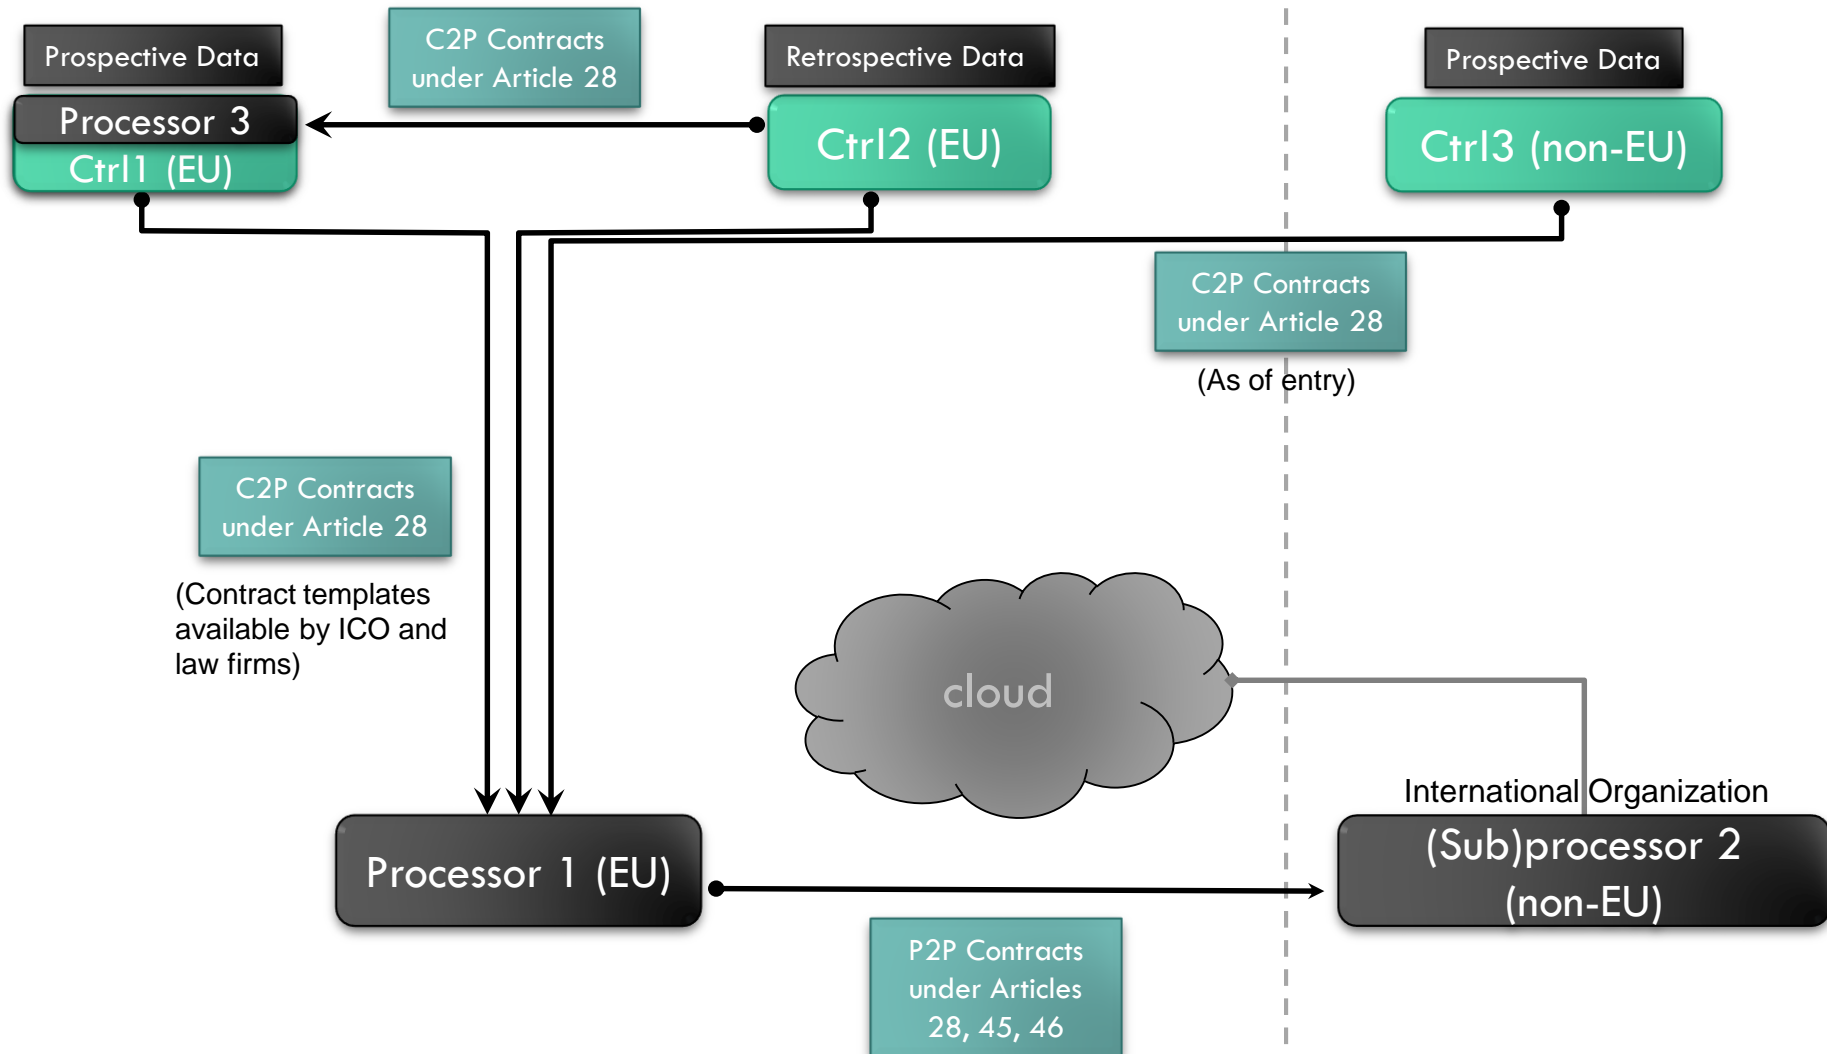 Prospective Data
C2P Contracts
under Article 28
Retrospective Data
Prospective Data
Processor 3
Ctrl1 (EU)
Ctrl2 (EU)
Ctrl3 (non-EU)
C2P Contracts
under Article 28
(As of entry)
C2P Contracts
under Article 28
(Contract templates
available by ICO and
law firms)
cloud
International Organization
Processor 1 (EU)
(Sub)processor 2
(non-EU)
P2P Contracts
under Articles
28, 45, 46